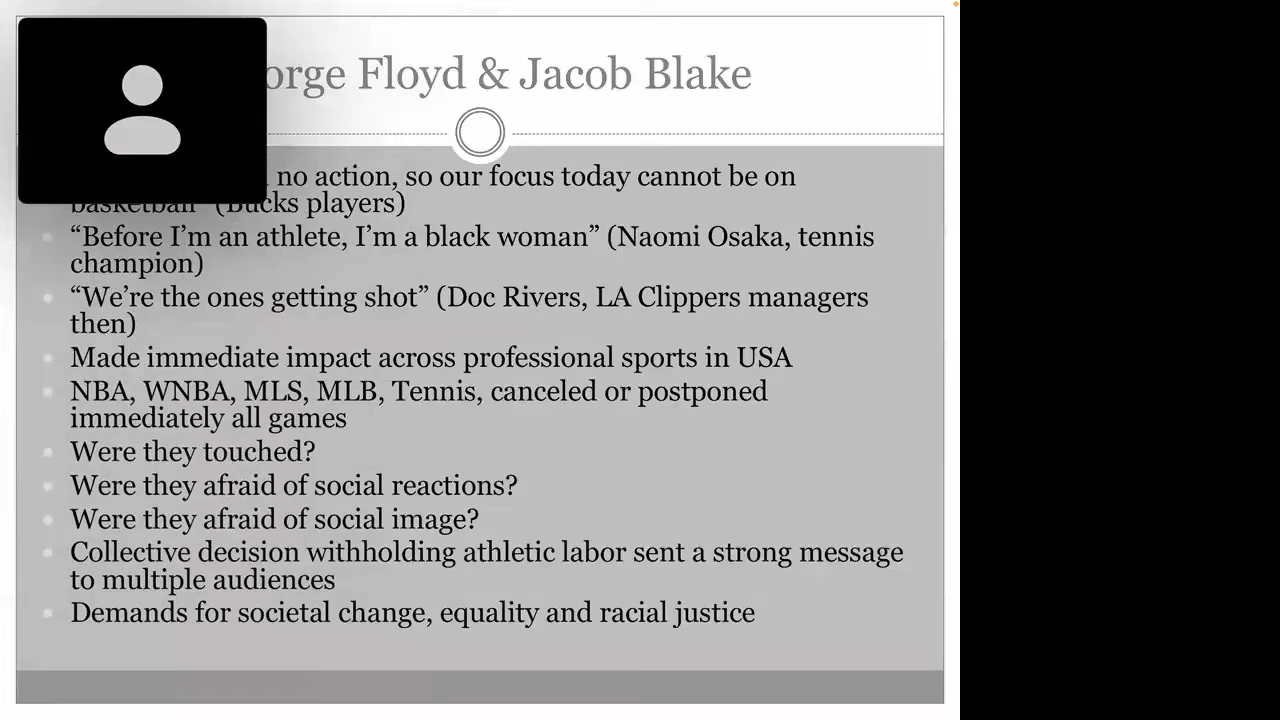 orge Floyd & Jacob Blake
no action, so our focus today cannot be on
basketball” (Bucks players)
“Before I’m an athlete, I’m a black woman” (Naomi Osaka, tennis
champion)
“We’re the ones getting shot” (Doc Rivers, LA Clippers managers
then)
Made immediate impact across professional sports in USA
NBA, WNBA, MLS, MLB, Tennis, canceled or postponed
immediately all games
Were they touched?
Were they afraid of social reactions?
Were they afraid of social image?
Collective decision withholding athletic labor sent a strong message
to multiple audiences
Demands for societal change, equality and racial justice